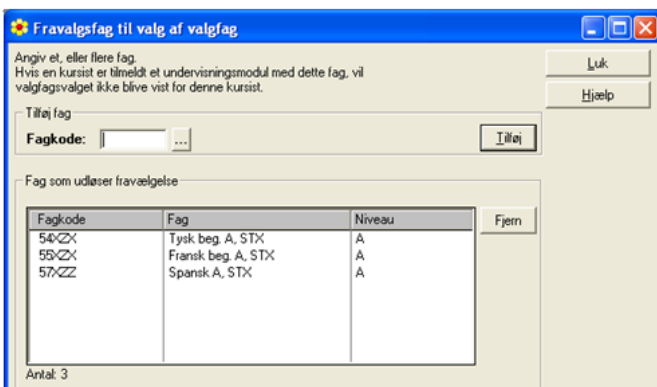 Fravalgsfag til valg af valgfag
Angiv et, eller flere fag.
Hvis en kursist er tilmeldt et undervisningsmodul med dette fag, vil
valgfagsvalget ikke blive vist for denne kursist.
Luk
Hjælp
Tilføj fag
Fagkode:
...
Tilføj
Fag som udløser fravælgelse
Fagkode Fag Niveau
54XZX Tysk beg. A, STX A
55XZX Fransk beg. A, STX A
57XZZ Spansk A, STX A
Fjern
Antal: 3